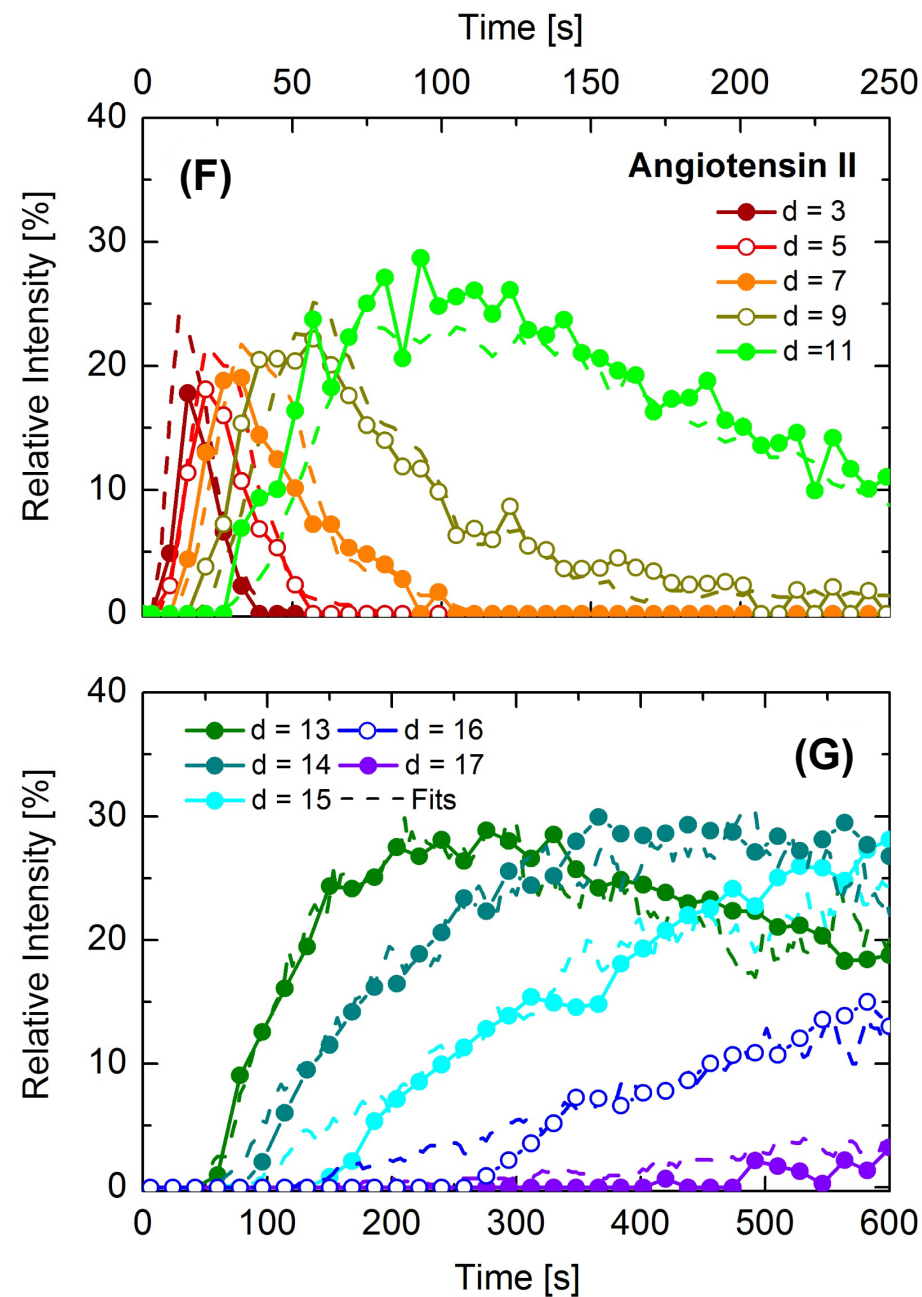 Time [s]
0 50 100 150 200 250
40
(F)
Angiotensin II
d = 3
30
d = 5
d = 7
d = 9
20
d =11
Relative Intensity [%]
10
0
40
d = 13 d = 16
(G)
d = 14 d = 17
d = 15 Fits
30
20
Relative Intensity [%]
10
0
0 100 200 300 400 500 600
Time [s]